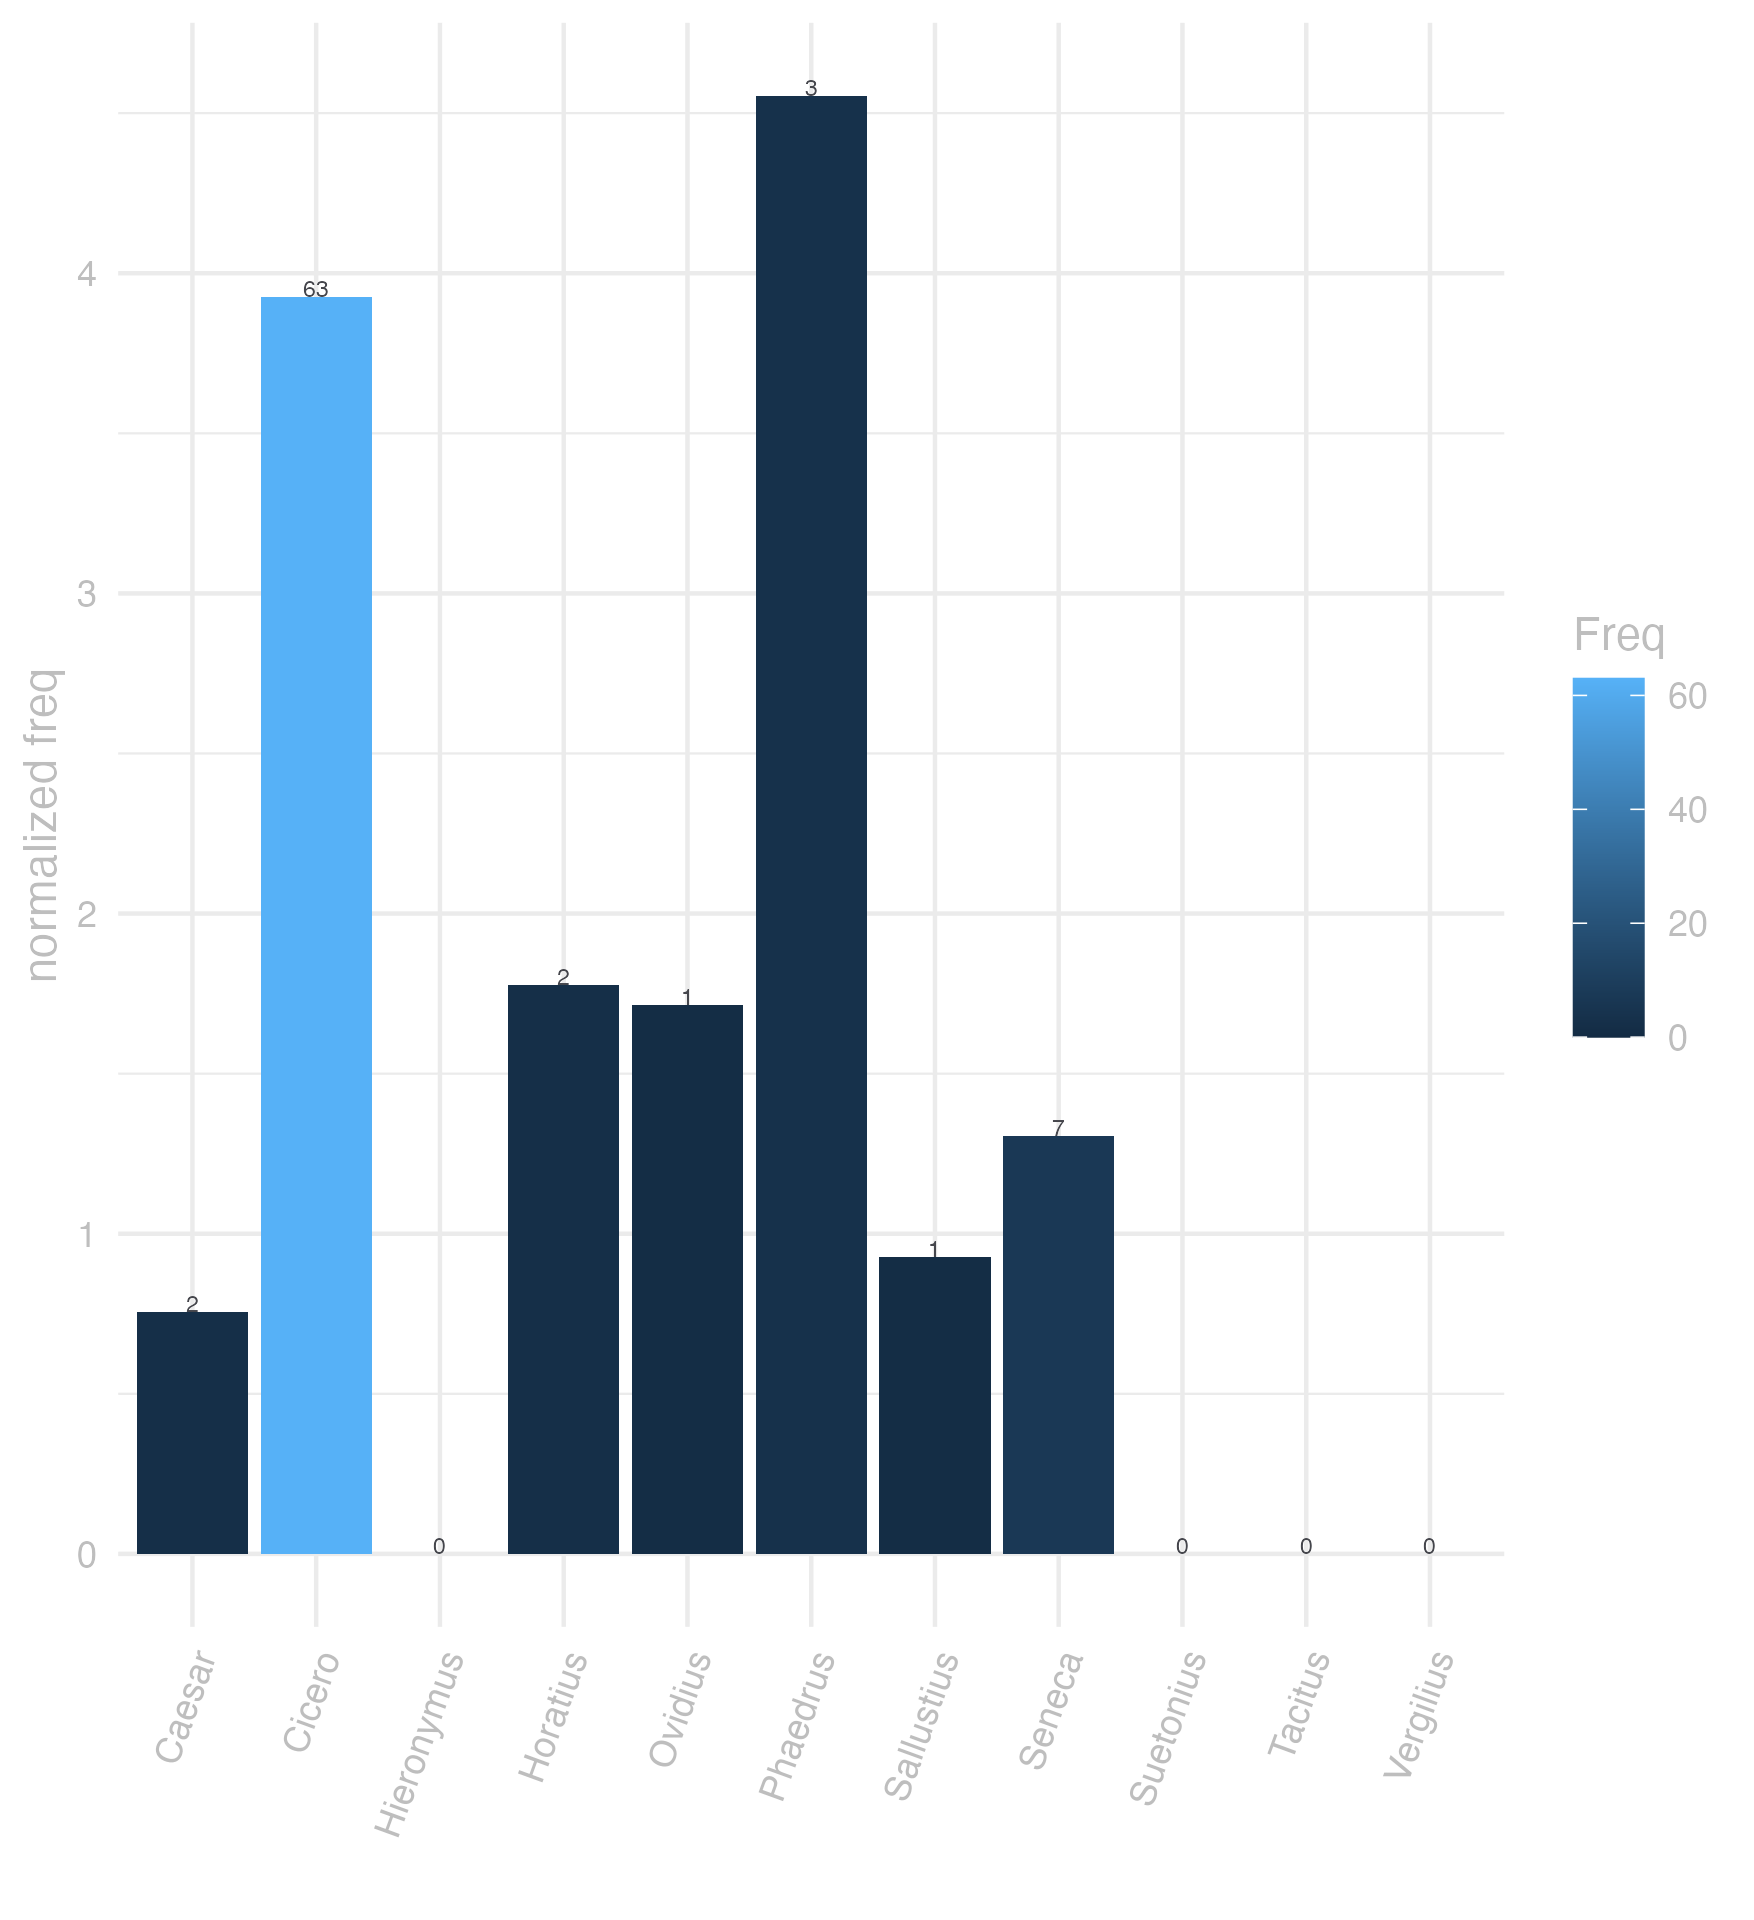 3
4
63
3
Freq
60
normalized freq
40
2
20
2
1
0
7
1
1
2
0
0
0
0
0
Caesar
Cicero
Hieronymus
Horatius
Ovidius
Phaedrus
Sallustius
Seneca
Suetonius
Tacitus
Vergilius